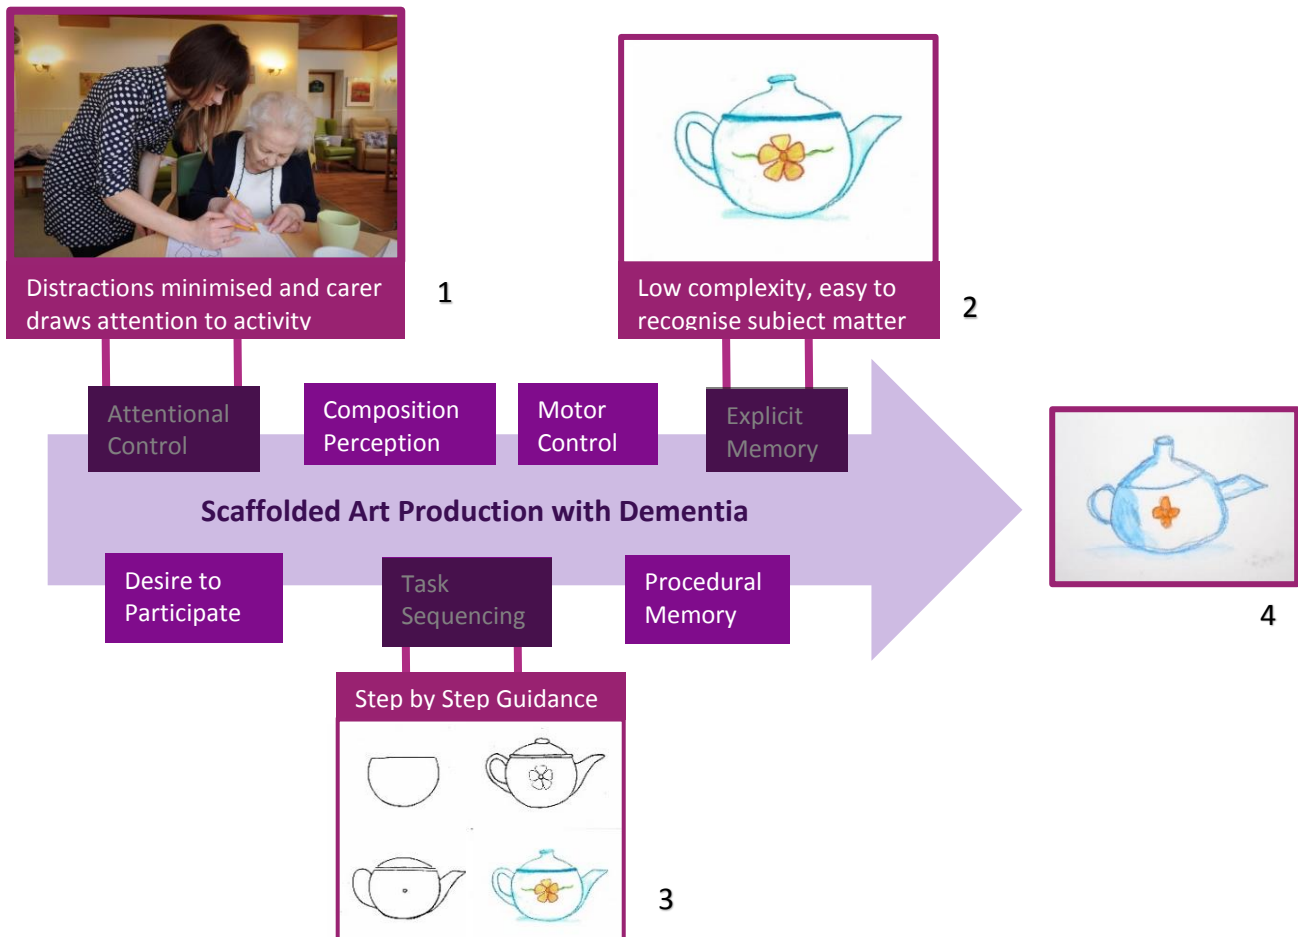 Distractions minimised and carer
draws attention to activity
1
Low complexity, easy to
recognise subject matter
2
Attentional
Control
Composition
Perception
Motor
Control
Explicit
Memory
Scaffolded Art Production with Dementia
Desire to
Participate
Task
Sequencing
Procedural
Memory
4
Step by Step Guidance
3